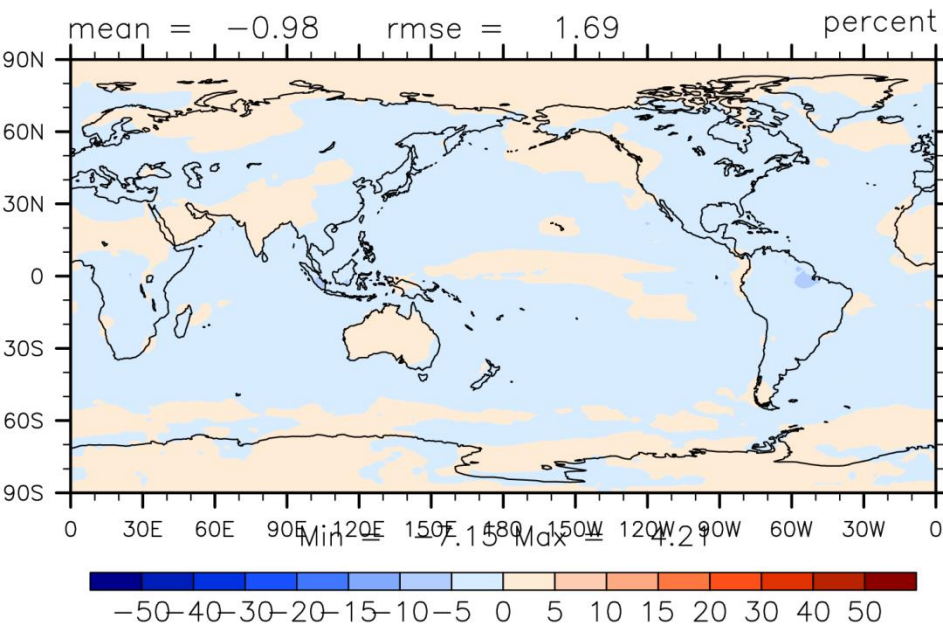 mean = −0.98 rmse = 1.69 percent
90N
60N
30N
0
30S
60S
90S
0 30E 60E 90E 120E 150E 180 150W 120W 90W 60W 30W 0
Min = −7.15 Max = 4.21
−50 −40 −30 −20 −15 −10 −5 0 5 10 15 20 30 40 50